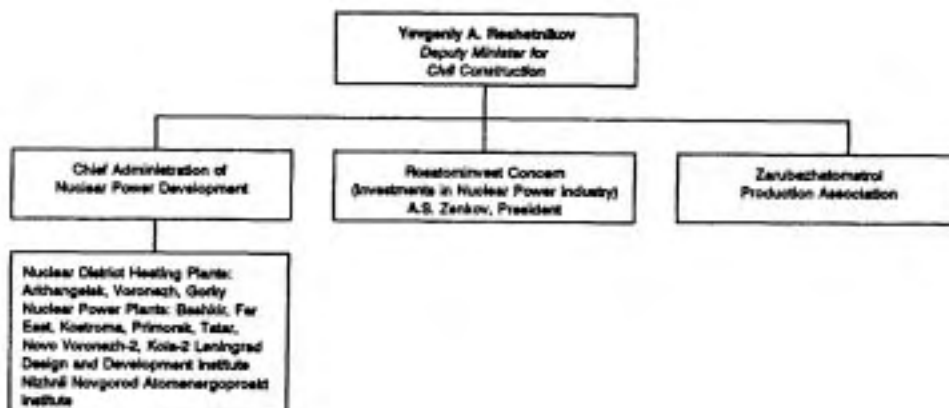 Yevgeniy A. Reshetnikov
Deputy Minister for
Civil Construction
Chief Administration of
Nuclear Power Development
Rosatominvest Concern
(Investments in Nuclear Power Industry)
A.S. Zenkov, President
Zarubezhatometrol
Production Association
Nuclear District Heating Plants:
Arkhangelsk, Voronezh, Gorky
Nuclear Power Plants: Bashkir, Far
East, Kostroma, Primorsk, Tatar,
Novo Voronezh-2, Kola-2 Leningrad
Design and Development Institute
Nizhnii Novgorod Atomenergoproekt
Institute